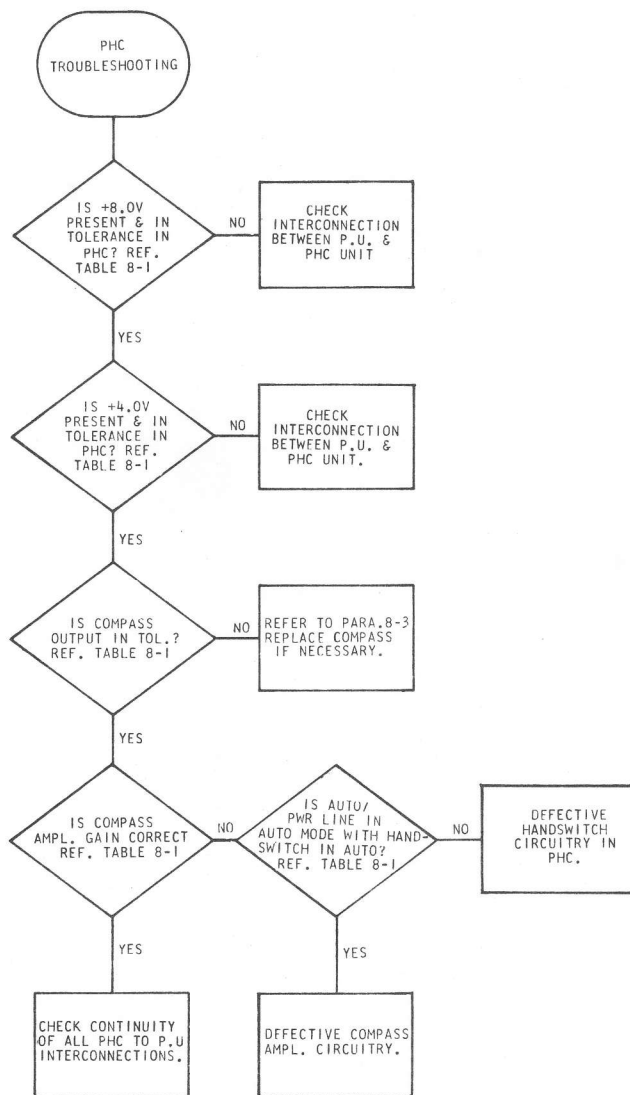 PHC
TROUBLESHOOTING
IS +8.0V
PRESENT & IN
TOLERANCE IN
PHC? REF.
TABLE 8-1
NO
CHECK
INTERCONNECTION
BETWEEN P.U. &
PHC UNIT
YES
IS +4.0V
PRESENT & IN
TOLERANCE IN
PHC? REF.
TABLE 8-1
NO
CHECK
INTERCONNECTION
BETWEEN P.U. &
PHC UNIT.
YES
IS COMPASS
OUTPUT IN TOL.?
REF. TABLE 8-1
NO
REFER TO PARA.8-3
REPLACE COMPASS
IF NECESSARY.
YES
IS COMPASS
AMPL. GAIN CORRECT
REF. TABLE 8-1
NO
IS AUTO/
PWR LINE IN
AUTO MODE WITH HAND-
SWITCH IN AUTO?
REF. TABLE 8-1
NO
DEFECTIVE
HANDSWITCH
CIRCUITRY IN
PHC.
YES
CHECK CONTINUITY
OF ALL PHC TO P.U
INTERCONNECTIONS.
YES
DFFECTIVE COMPASS
AMPL. CIRCUITRY.